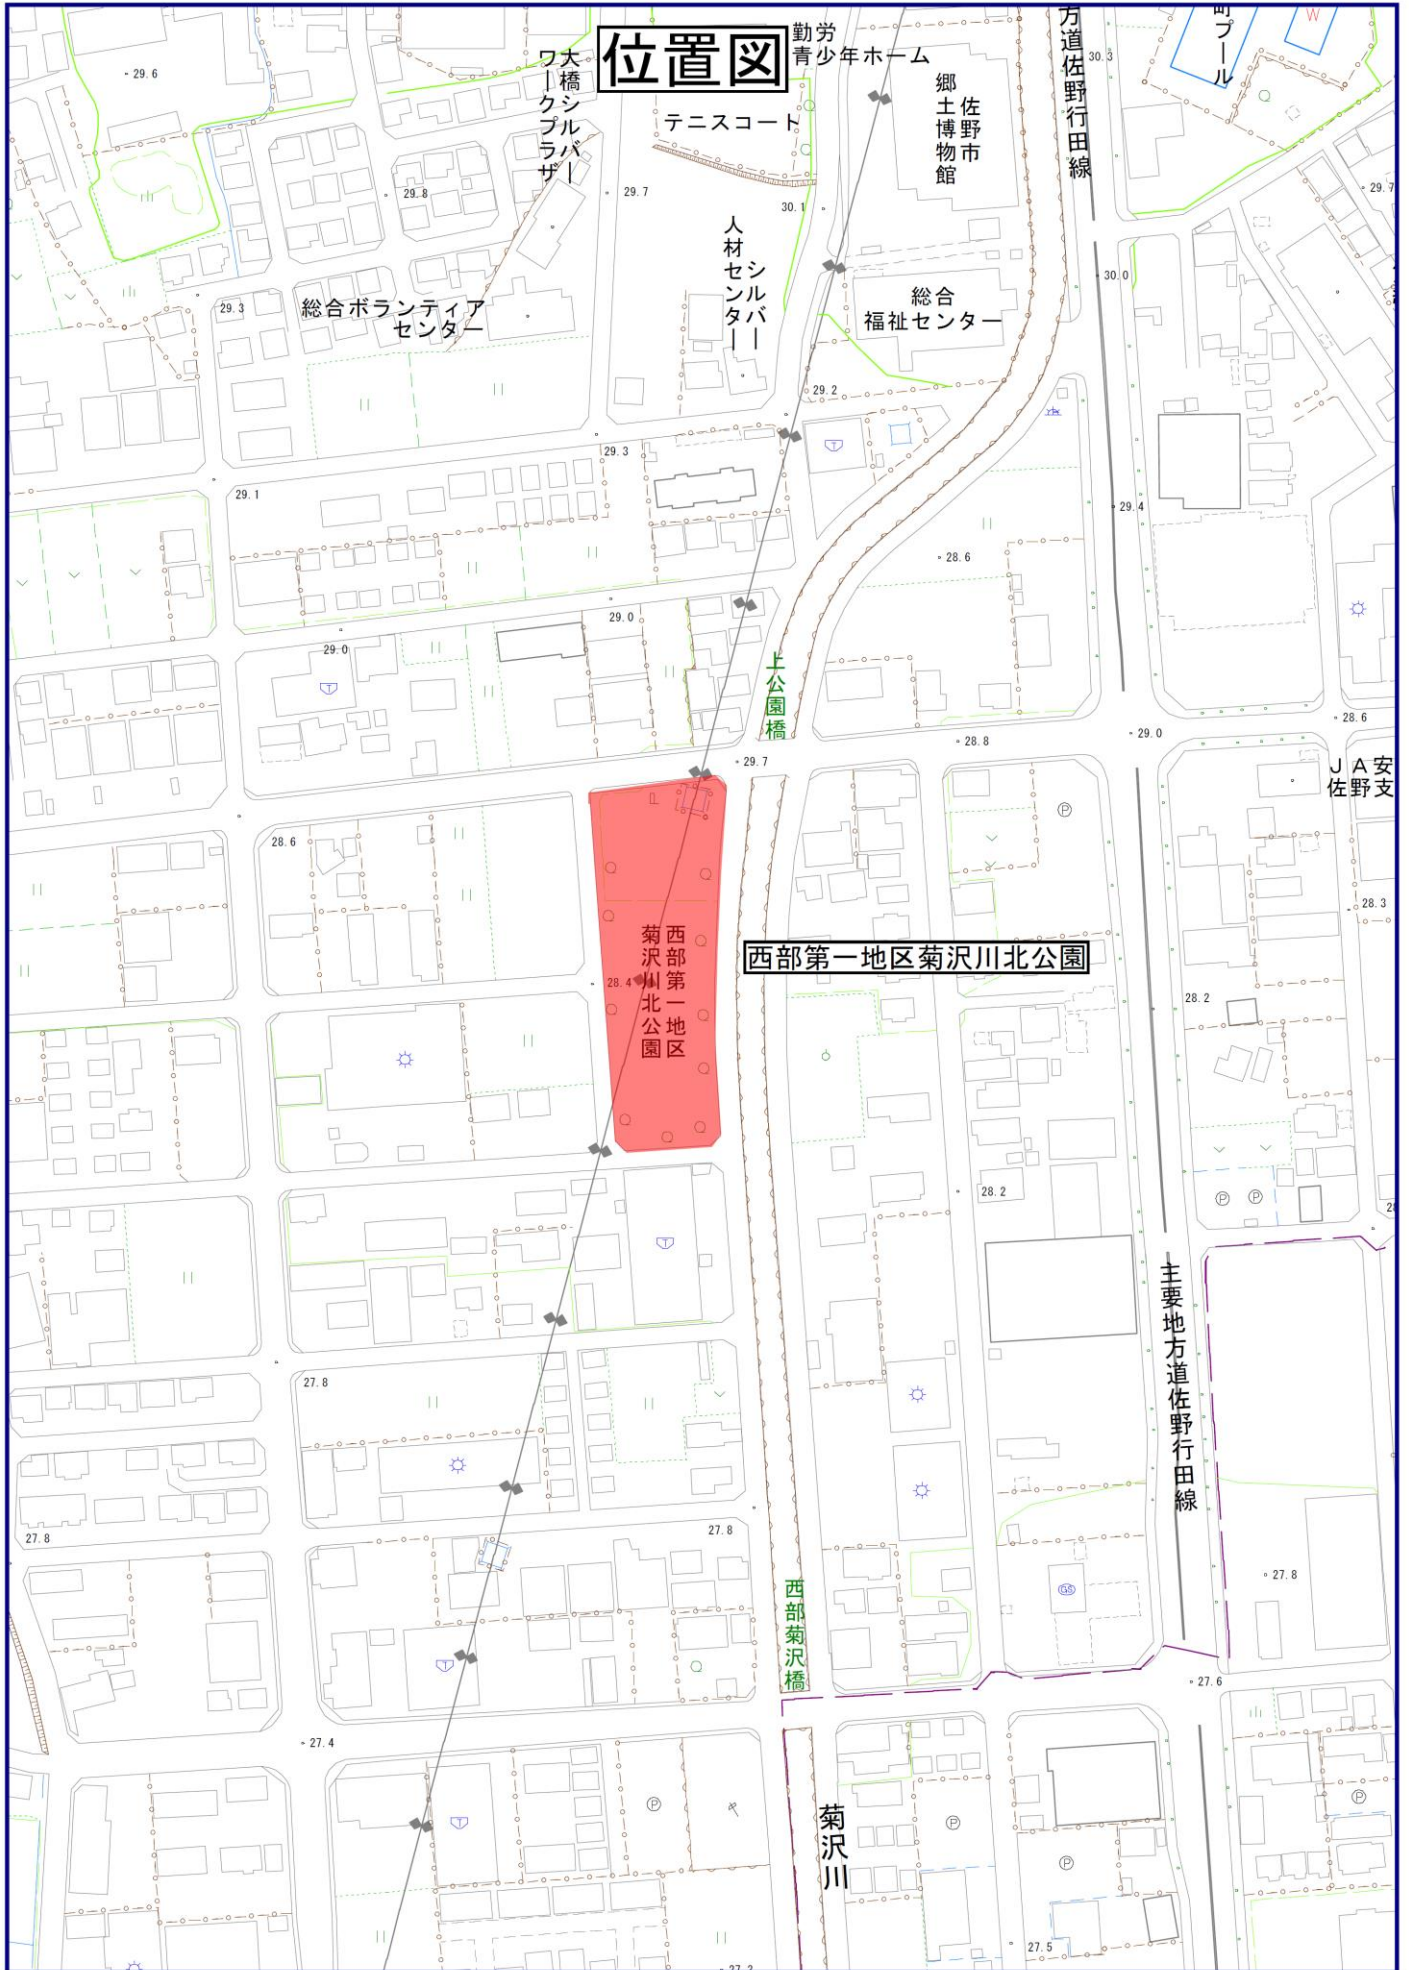 位置図
勤労
青少年ホーム
町プール
方道佐野行田線
30.3
29.6
大橋シルバー
ワークプラザ
テニスコート
佐野市
郷土博物館
29.8
29.7
30.1
29.7
シルバー
人材センター
30.0
29.3
総合ボランティア
センター
総合
福祉センター
29.2
29.3
29.1
29.4
28.6
29.0
29.0
上公園橋
28.6
29.0
28.8
29.7
JA安
佐野支
28.6
28.3
西部第一地区
菊沢川北公園
西部第一地区菊沢川北公園
28.4
28.2
28.2
主要地方道佐野行田線
27.8
27.8
27.8
27.8
GS
西部菊沢橋
27.6
27.4
菊沢川
27.5